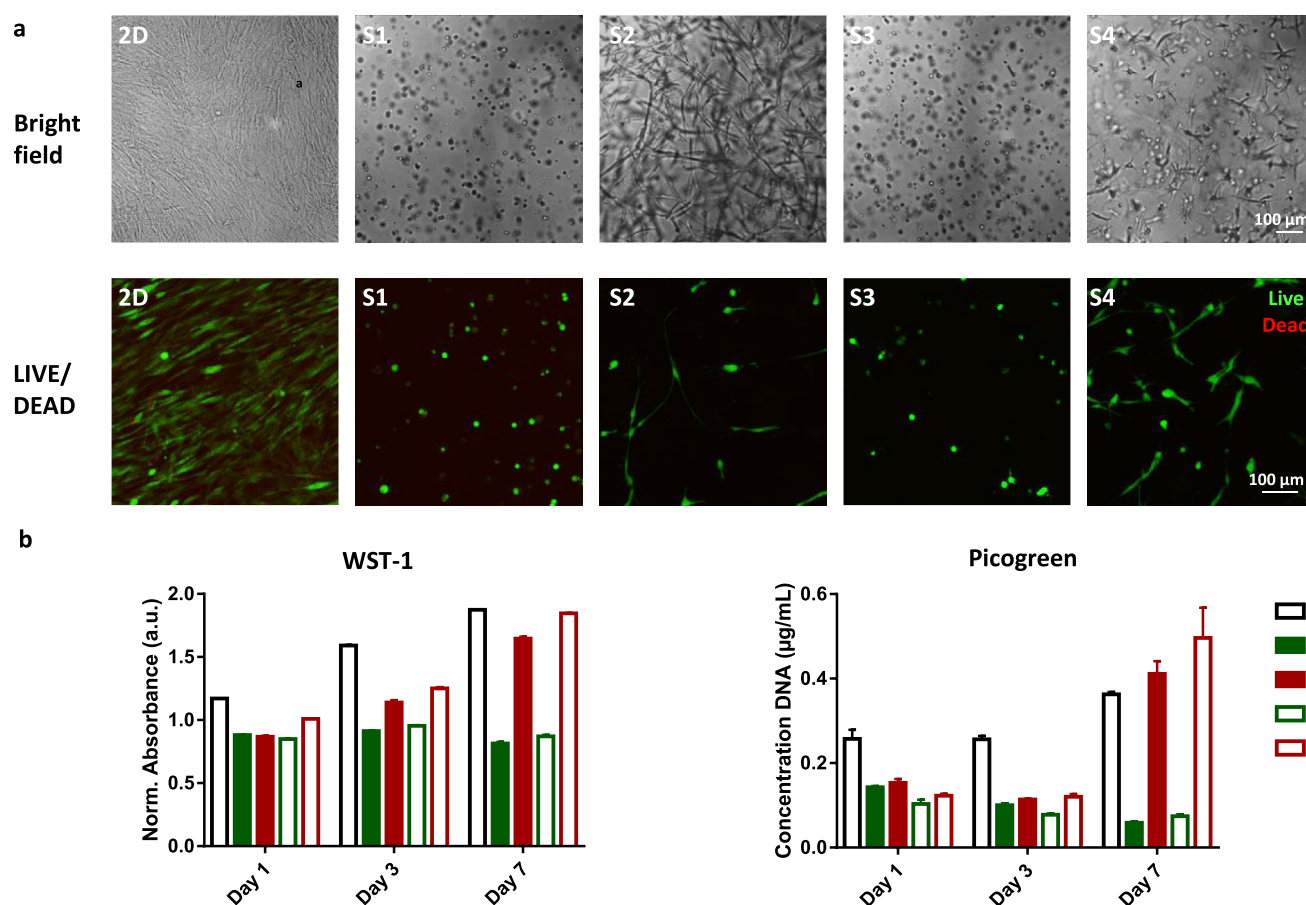 a
2D
S1
S2
S3
S4
a
Bright
field
100 µm
2D
S1
S2
S3
S4
Live
Dead
LIVE/
DEAD
100 µm
b
WST-1
Picogreen
Norm. Absorbance (a.u.)
2.0
1.5
1.0
0.5
0.0
Day 1
Day 3
Day 7
Concentration DNA (µg/mL)
0.6
0.4
0.2
0.0
Day 1
Day 3
Day 7